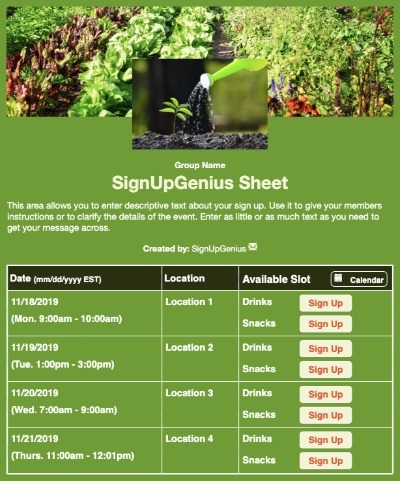 Group Name
SignUpGenius Sheet
This area allows you to enter descriptive text about your sign up. Use it to give your members
instructions or to clarify the details of the event. Enter as little or as much text as you need to
get your message across.
Created by: SignUpGenius
Date (mm/dd/yyyy EST) Location Available Slot Calendar
11/18/2019 Location 1 Drinks Sign Up
(Mon. 9:00am - 10:00am) Snacks Sign Up
11/19/2019 Location 2 Drinks Sign Up
(Tue. 1:00pm - 3:00pm) Snacks Sign Up
11/20/2019 Location 3 Drinks Sign Up
(Wed. 7:00am - 9:00am) Snacks Sign Up
11/21/2019 Location 4 Drinks Sign Up
(Thurs. 11:00am - 12:01pm) Snacks Sign Up